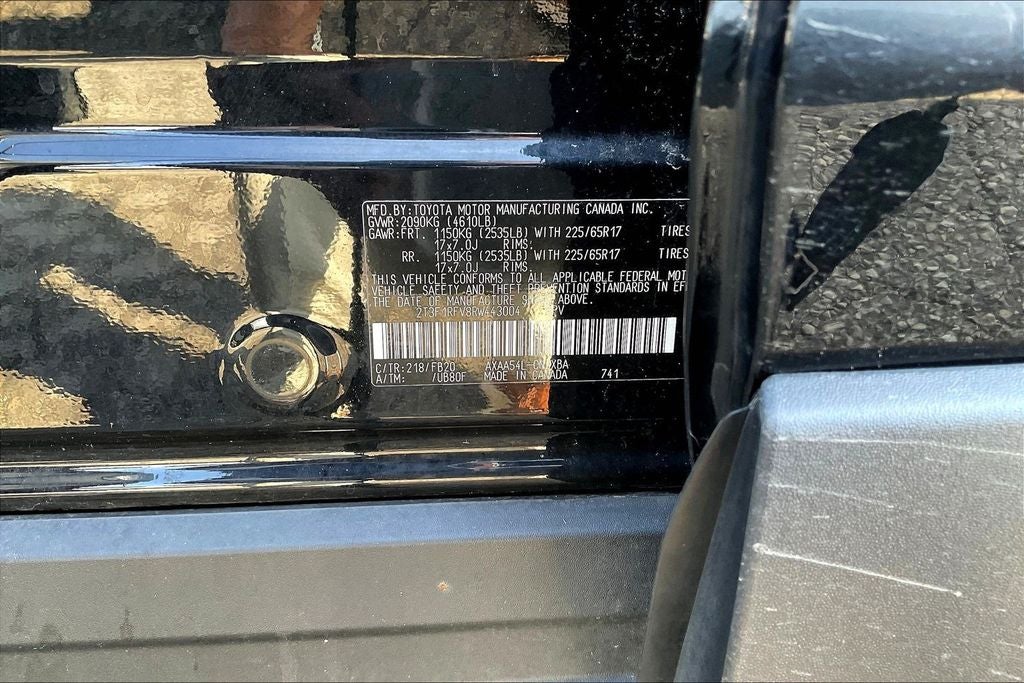 MFD.BY:TOYOTA MOTOR MANUFACTURING CANADA INC.
GVWR:2090KG (4610LB)
GAWR:FRT. 1150KG (2535LB) WITH 225/65R17 TIRES
17x7.0J RIMS.
RR. 1150KG (2535LB) WITH 225/65R17 TIRES
17x7.0J RIMS.
THIS VEHICLE CONFORMS TO ALL APPLICABLE FEDERAL MOT
VEHICLE SAFETY AND THEFT PREVENTION STANDARDS IN EF
THE DATE OF MANUFACTURE SHOWN ABOVE.
2T3F1RFV8RW443004
C/TR:218/FB20
A/TM: /UB80F MADE IN CANADA 741